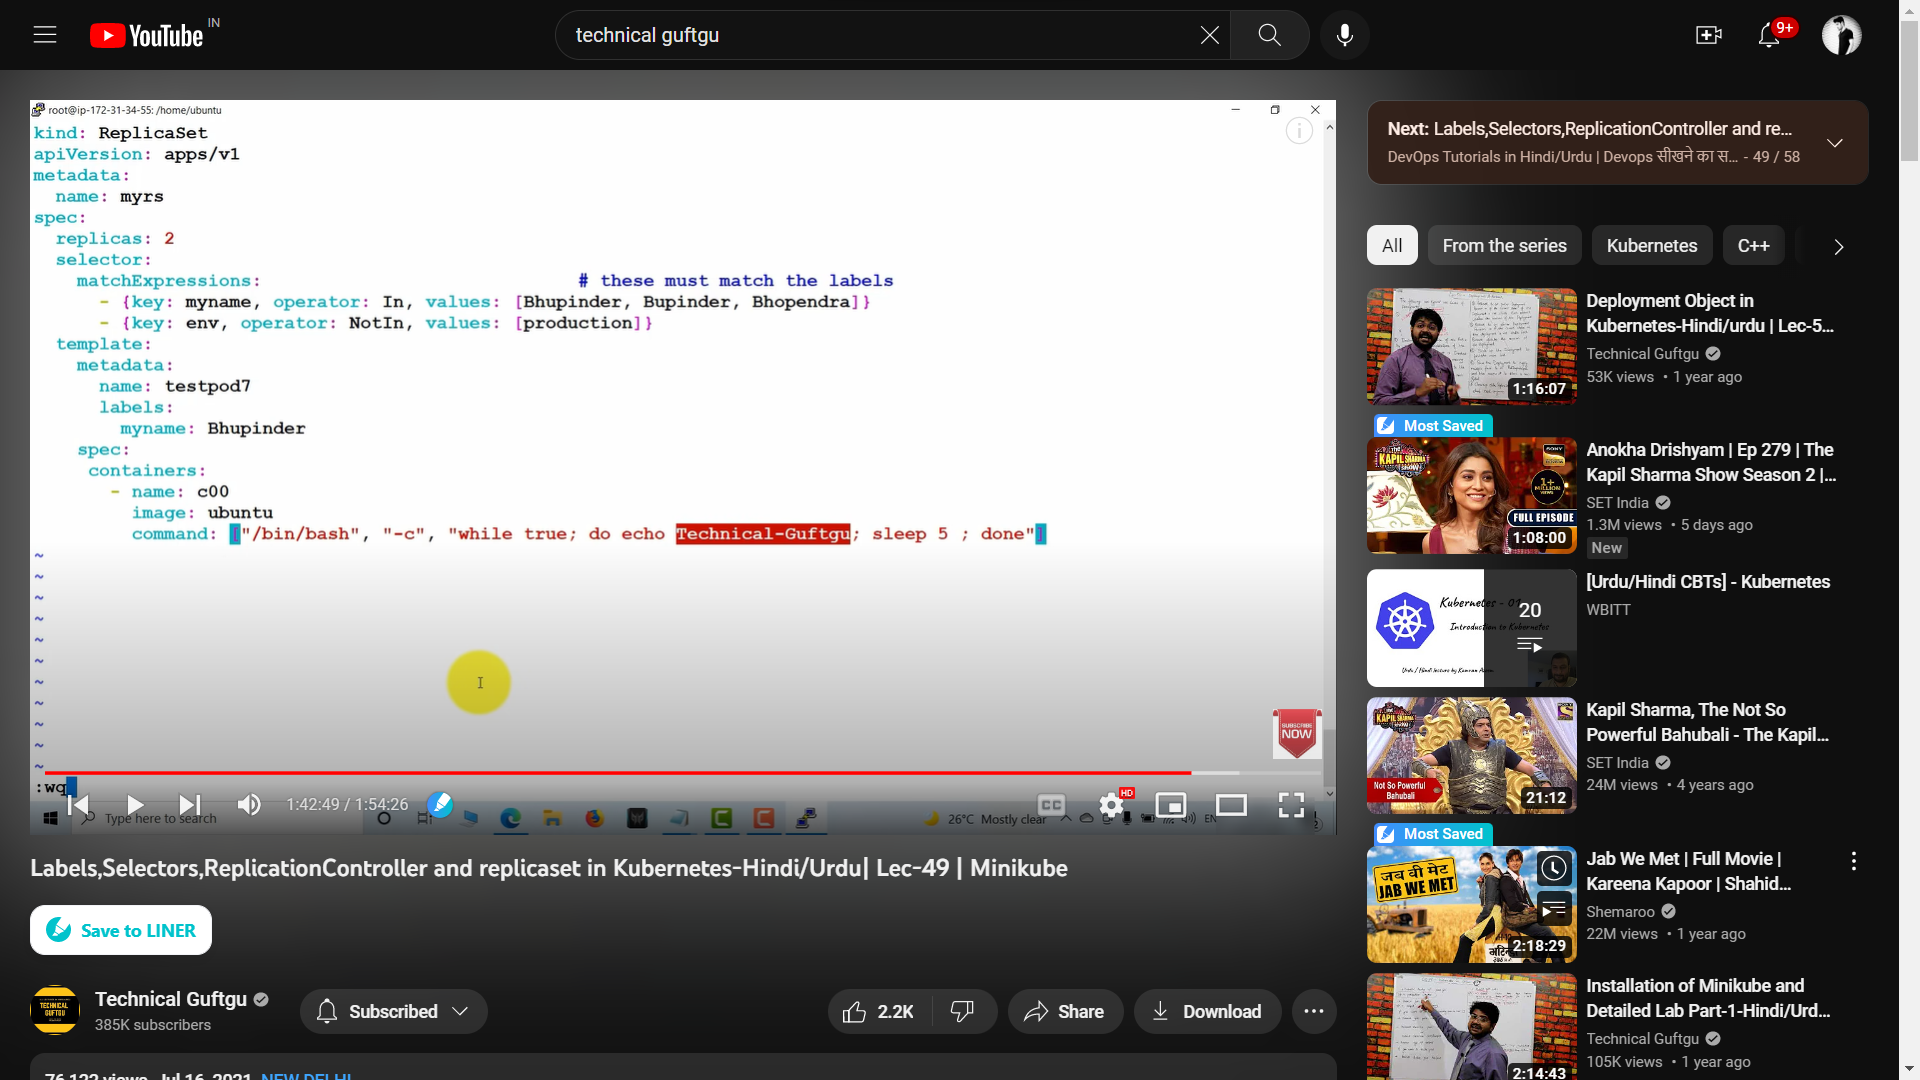 YouTube IN
technical guftgu
9+
root@ip-172-31-34-55: /home/ubuntu
kind: ReplicaSet
apiVersion: apps/v1
metadata:
name: myrs
spec:
replicas: 2
selector:
matchExpressions: # these must match the labels
- {key: myname, operator: In, values: [Bhupinder, Bupinder, Bhopendra]}
- {key: env, operator: NotIn, values: [production]}
template:
metadata:
name: testpod7
labels:
myname: Bhupinder
spec:
containers:
- name: c00
image: ubuntu
command: ["/bin/bash", "-c", "while true; do echo Technical-Guftgu; sleep 5 ; done"]
~
~
~
~
~
~
~
~
~
~
~
:wq
SUBSCRIBE
NOW
1:42:49 / 1:54:26
CC
HD
Type here to search
26°C Mostly clear
EN
Labels,Selectors,ReplicationController and replicaset in Kubernetes-Hindi/Urdu| Lec-49 | Minikube
Save to LINER
TECHNICAL
GUFTGU
Technical Guftgu
385K subscribers
Subscribed
2.2K
Share
Download
76,122 views Jul 16, 2021 NEW DELHI
Next: Labels,Selectors,ReplicationController and re...
DevOps Tutorials in Hindi/Urdu | Devops सीखने का स... - 49 / 58
All
From the series
Kubernetes
C++
1:16:07
Deployment Object in
Kubernetes-Hindi/urdu | Lec-5...
Technical Guftgu
53K views • 1 year ago
Most Saved
KAPIL SHARMA
1+
MILLION
VIEWS
FULL EPISODE
1:08:00
Anokha Drishyam | Ep 279 | The
Kapil Sharma Show Season 2 |...
SET India
1.3M views • 5 days ago
New
Kubernetes - 01
Introduction to Kubernetes
20
[Urdu/Hindi CBTs] - Kubernetes
WBITT
KAPIL SHARMA
Not So Powerful
Bahubali
21:12
Kapil Sharma, The Not So
Powerful Bahubali - The Kapil...
SET India
24M views • 4 years ago
Most Saved
जब वी मेट
JAB WE MET
2:18:29
Jab We Met | Full Movie |
Kareena Kapoor | Shahid...
Shemaroo
22M views • 1 year ago
2:14:43
Installation of Minikube and
Detailed Lab Part-1-Hindi/Urd...
Technical Guftgu
105K views • 1 year ago